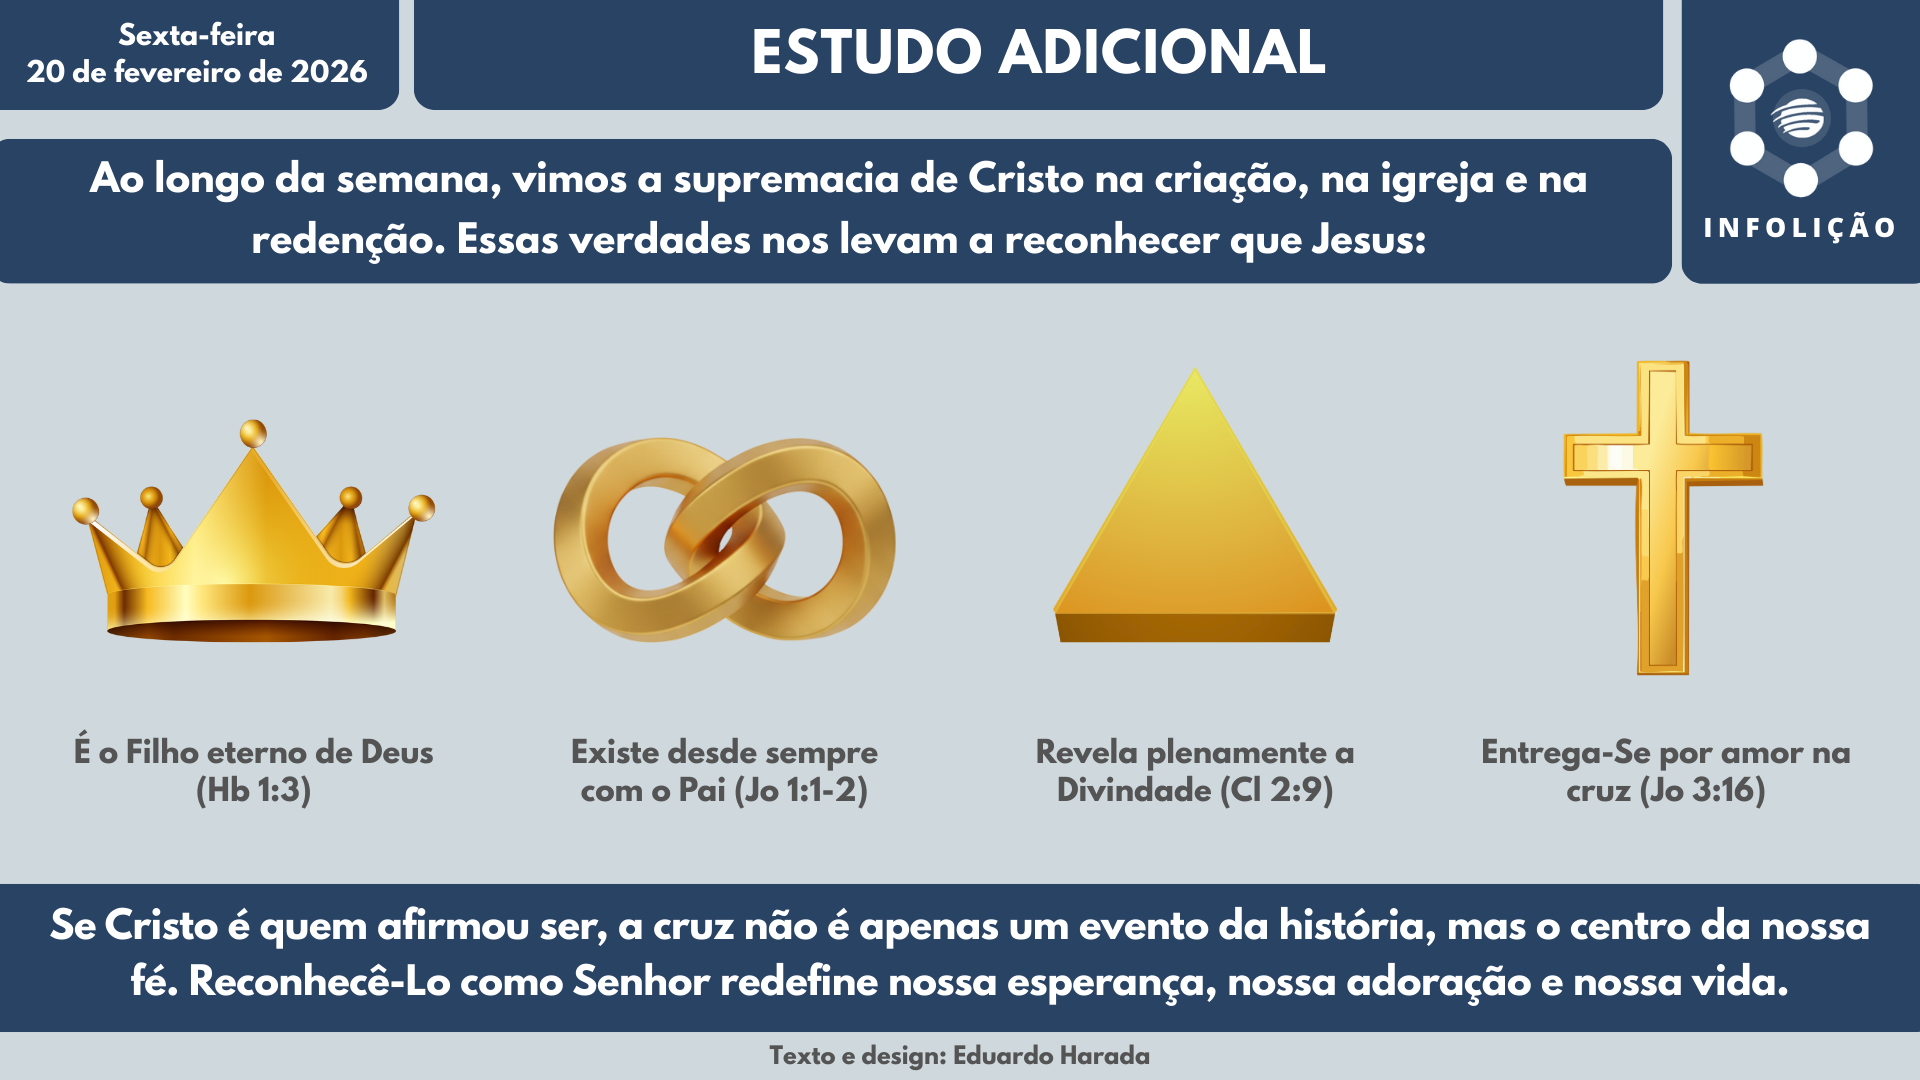 Sexta-feira
20 de fevereiro de 2026
ESTUDO ADICIONAL
INFOLIÇÃO
Ao longo da semana, vimos a supremacia de Cristo na criação, na igreja e na
redenção. Essas verdades nos levam a reconhecer que Jesus:
É o Filho eterno de Deus
(Hb 1:3)
Existe desde sempre
com o Pai (Jo 1:1-2)
Revela plenamente a
Divindade (Cl 2:9)
Entrega-Se por amor na
cruz (Jo 3:16)
Se Cristo é quem afirmou ser, a cruz não é apenas um evento da história, mas o centro da nossa
fé. Reconhecê-Lo como Senhor redefine nossa esperança, nossa adoração e nossa vida.
Texto e design: Eduardo Harada